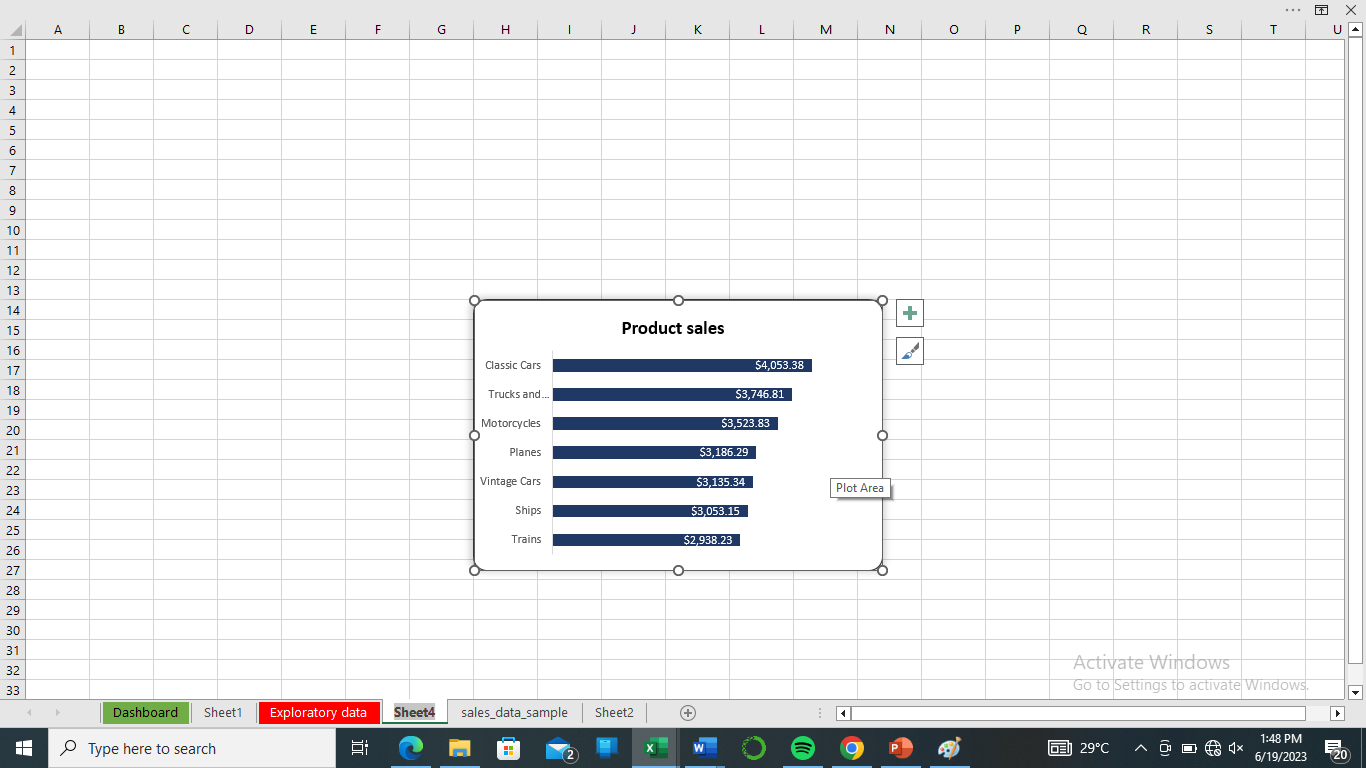 A B C D E F G H I J K L M N O P Q R S T U
1
2
3
4
5
6
7
8
9
10
11
12
13
14
15
16
17
18
19
20
21
22
23
24
25
26
27
28
29
30
31
32
33
Product sales
Classic Cars $4,053.38
Trucks and... $3,746.81
Motorcycles $3,523.83
Planes $3,186.29
Vintage Cars $3,135.34
Plot Area
Ships $3,053.15
Trains $2,938.23
Activate Windows
Go to Settings to activate Windows.
Dashboard Sheet1 Exploratory data Sheet4 sales_data_sample Sheet2
Type here to search 2 29°C 1:48 PM 20
6/19/2023